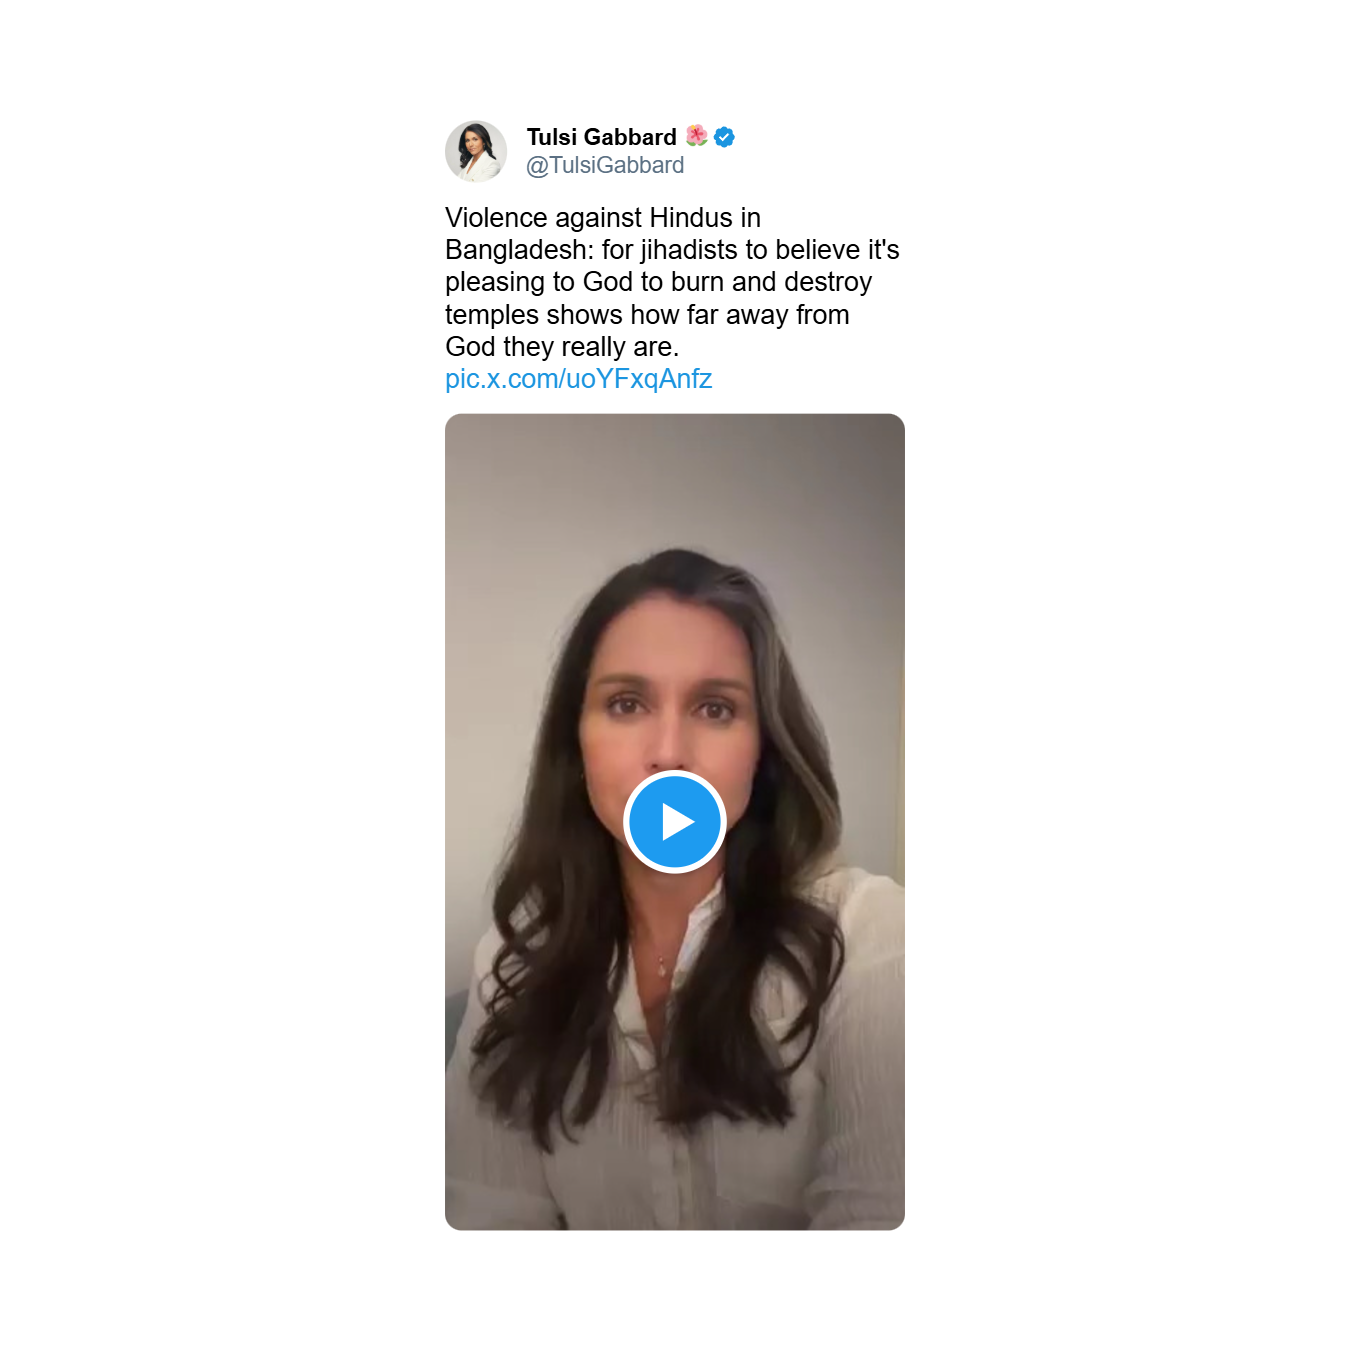 Tulsi Gabbard 🌺
@TulsiGabbard
Violence against Hindus in
Bangladesh: for jihadists to believe it's
pleasing to God to burn and destroy
temples shows how far away from
God they really are.
pic.x.com/uoYFxqAnfz